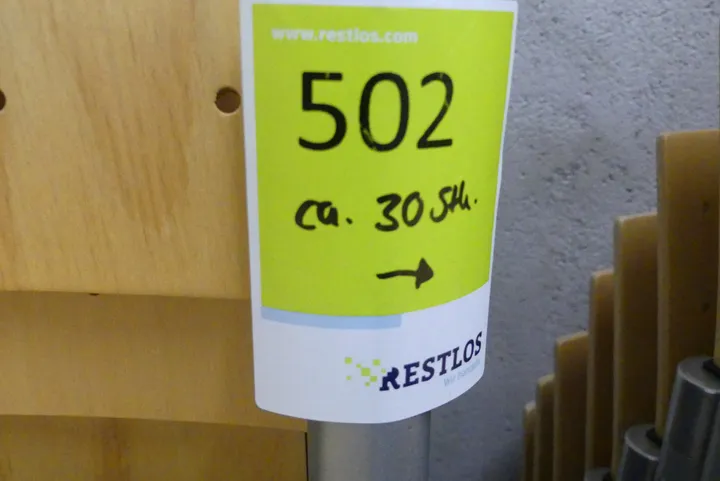 www.restlos.com
502
ca. 30 Stk.
→
RESTLOS